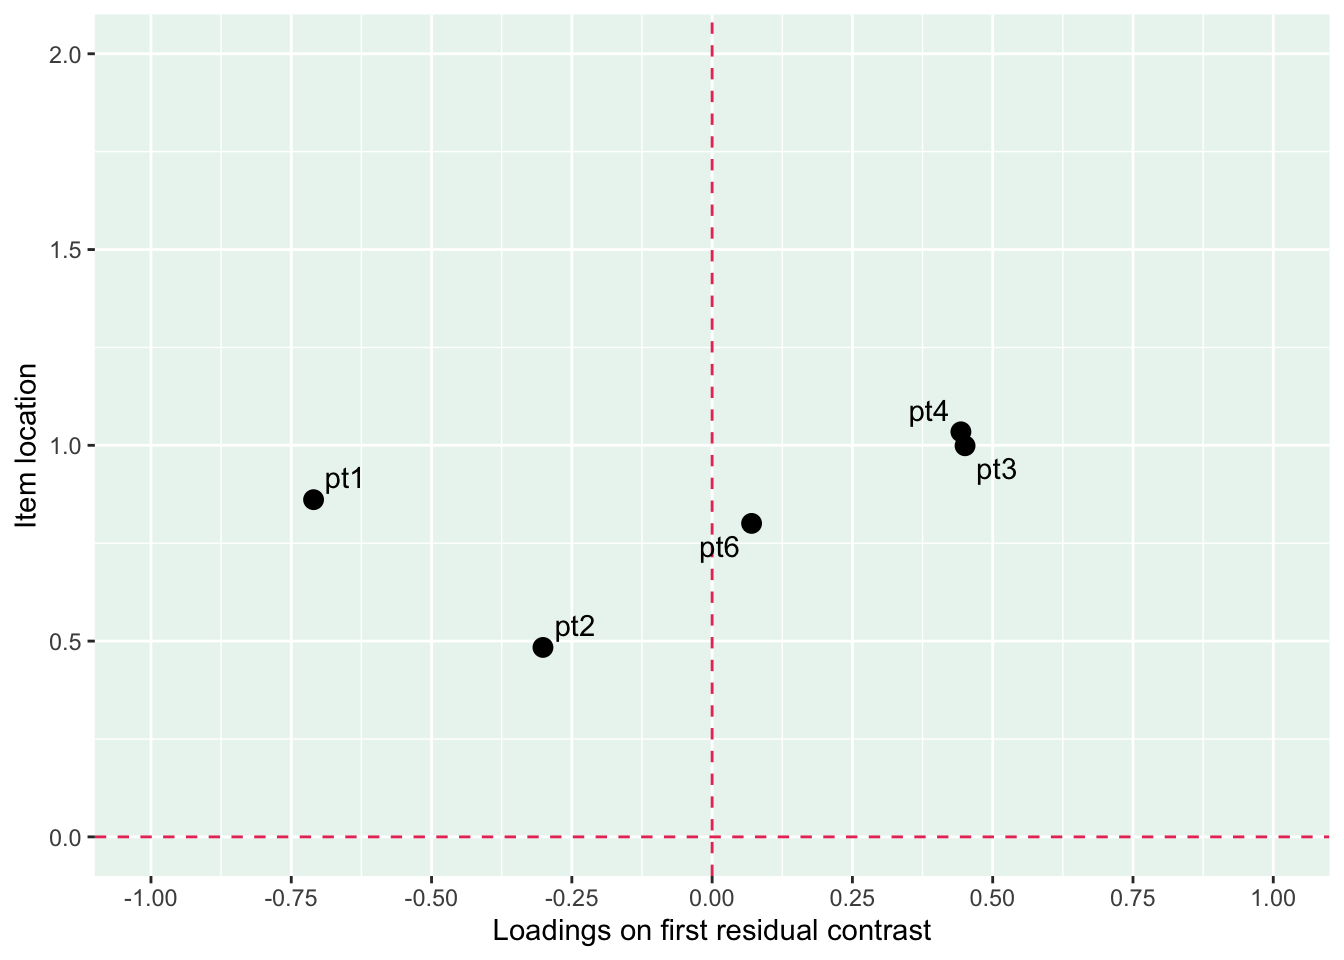 2.0
1.5
1.0
0.5
0.0
Item location
pt4
pt3
pt1
pt6
pt2
-1.00 -0.75 -0.50 -0.25 0.00 0.25 0.50 0.75 1.00
Loadings on first residual contrast